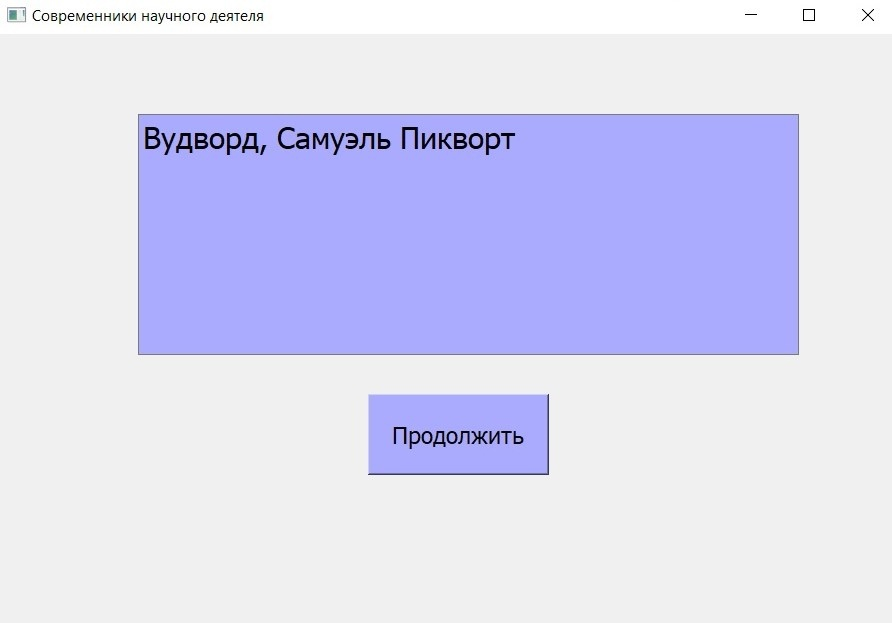 Современники научного деятеля
Вудворд, Самуэль Пикворт
Продолжить